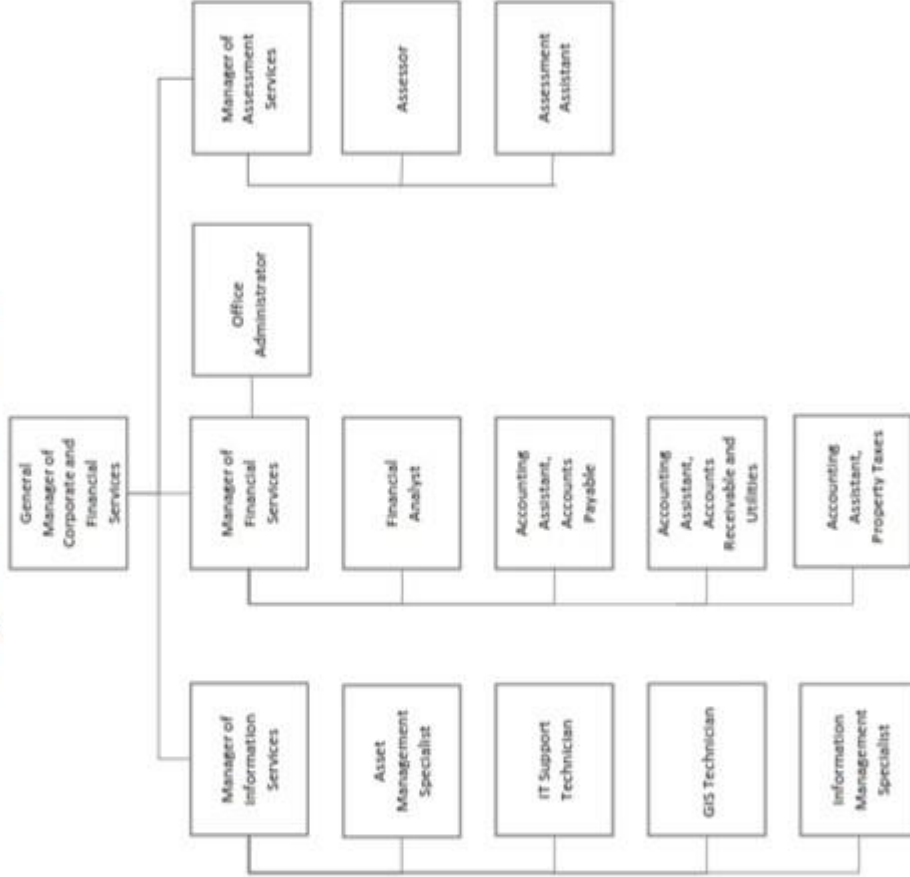 General
Manager of
Corporate and
Financial
Services
Manager of
Information
Services
Asset
Management
Specialist
IT Support
Technician
GIS Technician
Information
Management
Specialist
Manager of
Financial
Services
Office
Administrator
Financial
Analyst
Accounting
Assistant,
Accounts
Payable
Accounting
Assistant,
Accounts
Receivable and
Utilities
Accounting
Assistant,
Property Taxes
Manager of
Assessment
Services
Assessor
Assessment
Assistant